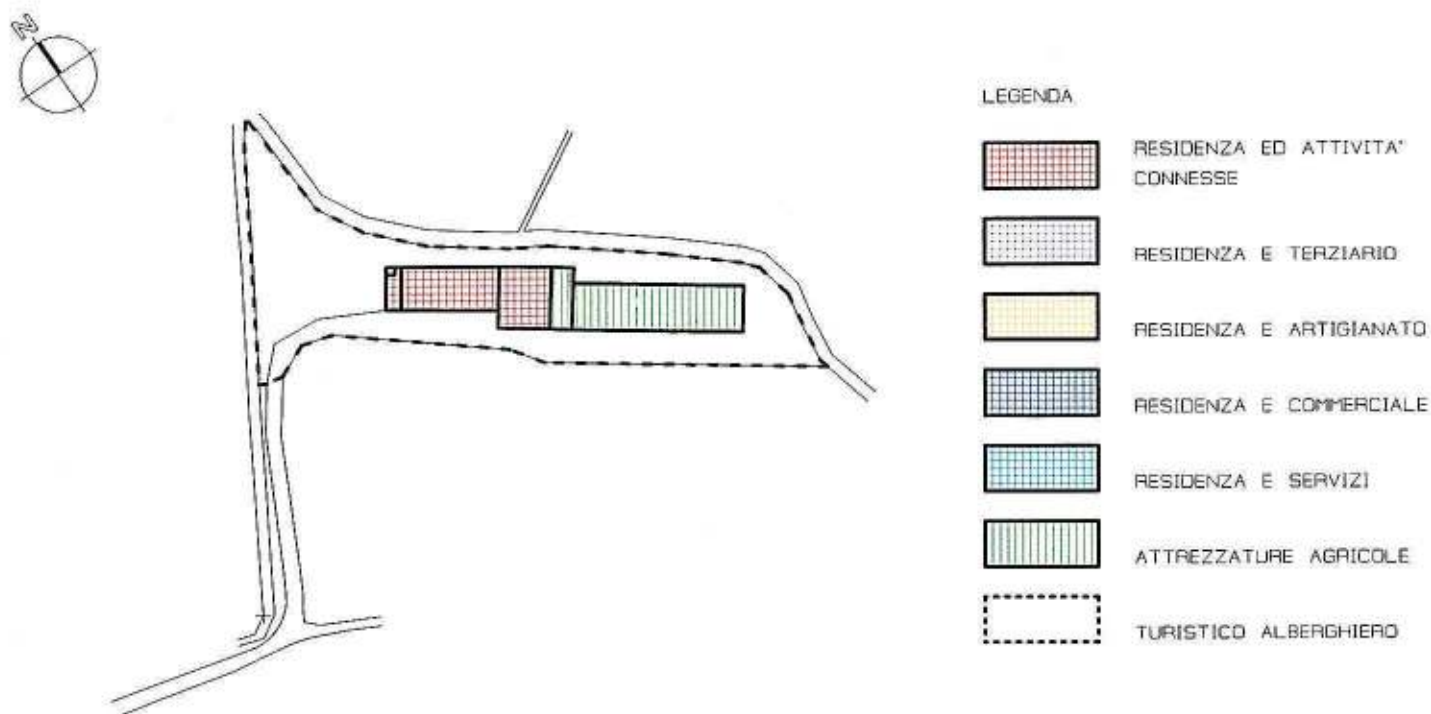 N
LEGENDA
RESIDENZA ED ATTIVITA'
CONNESSE
RESIDENZA E TERZIARIO
RESIDENZA E ARTIGIANATO
RESIDENZA E COMMERCIALE
RESIDENZA E SERVIZI
ATTREZZATURE AGRICOLE
TURISTICO ALBERGHIERO